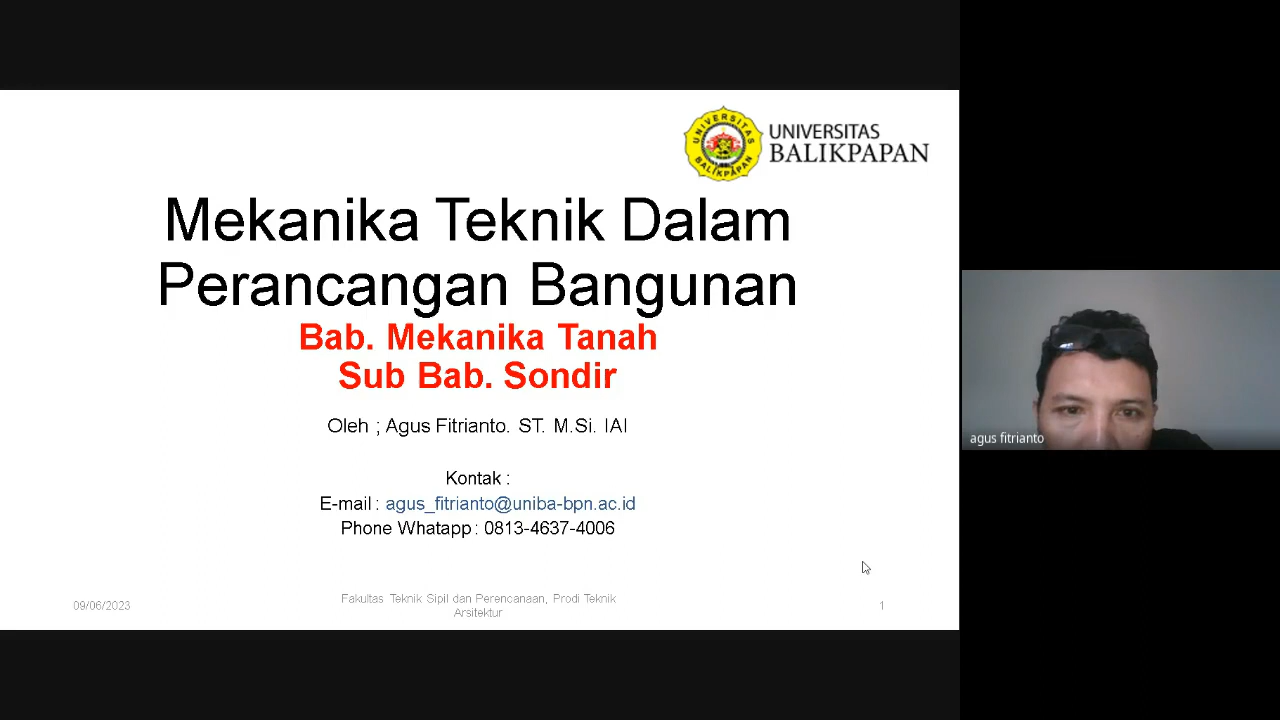 UNIVERSITAS BALIKPAPAN
UNIVERSITAS
BALIKPAPAN
Mekanika Teknik Dalam
Perancangan Bangunan
Bab. Mekanika Tanah
Sub Bab. Sondir
Oleh ; Agus Fitrianto. ST. M.Si. IAI
Kontak :
E-mail : agus_fitrianto@uniba-bpn.ac.id
Phone Whatapp : 0813-4637-4006
agus fitrianto
09/06/2023
Fakultas Teknik Sipil dan Perencanaan, Prodi Teknik
Arsitektur
1